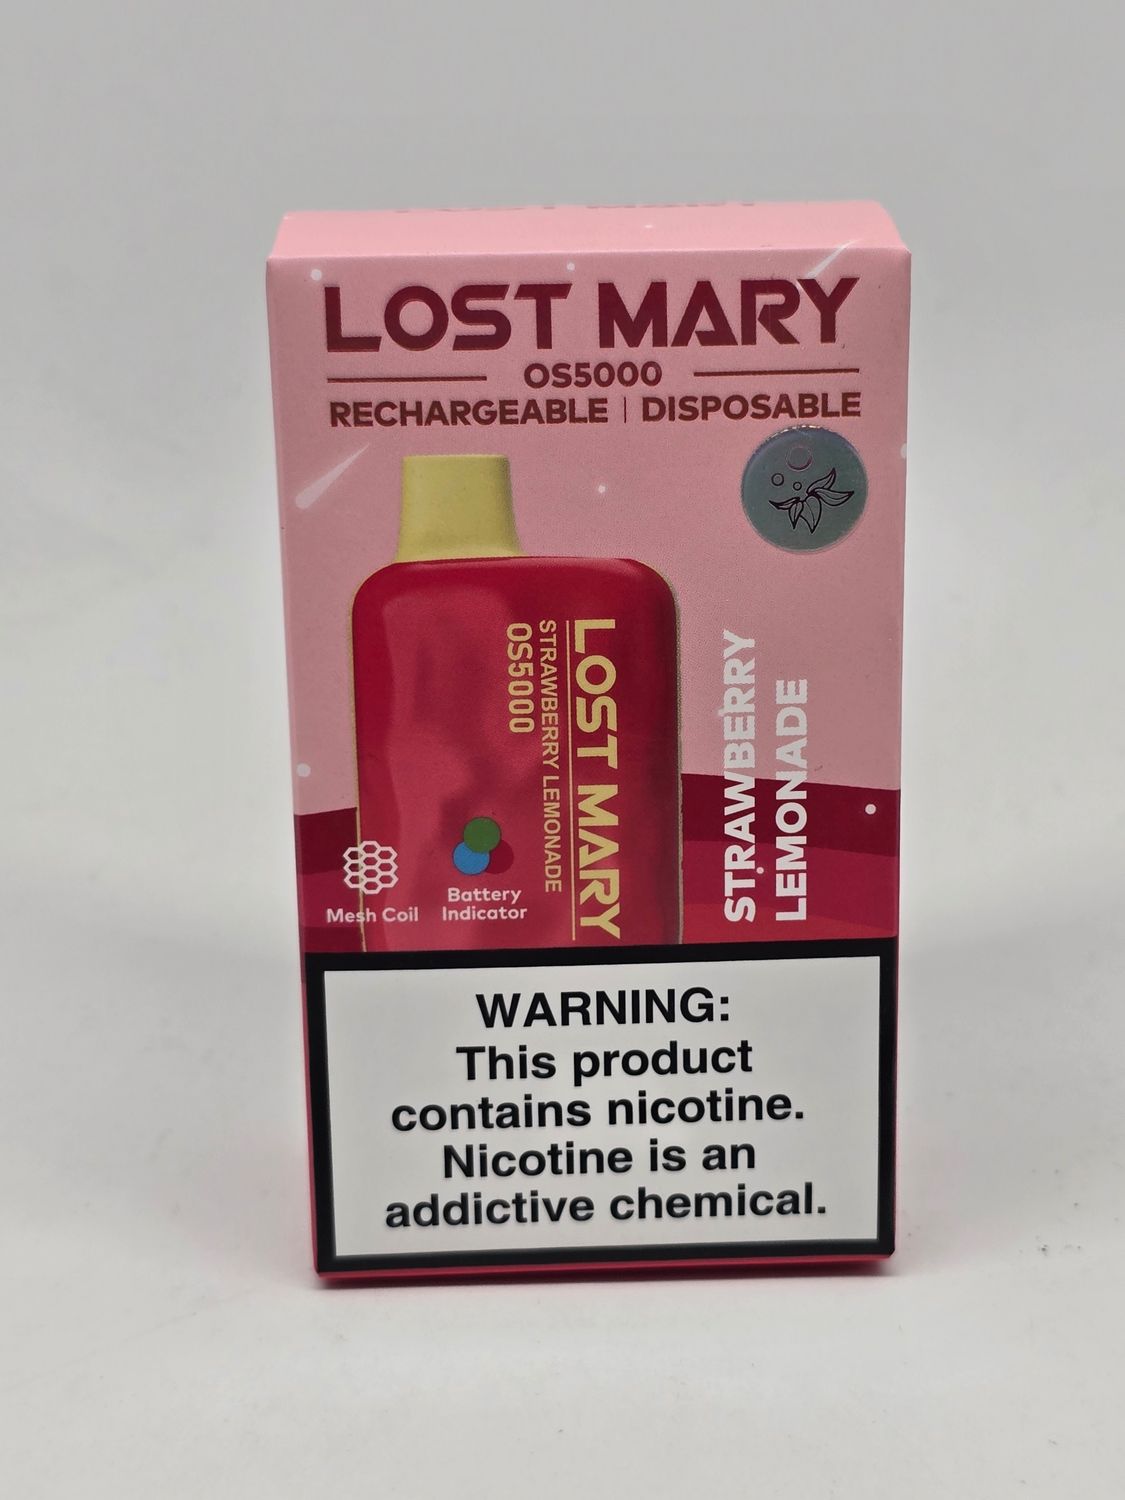 LOST MARY
OS5000
RECHARGEABLE | DISPOSABLE
LOST MARY
STRAWBERRY LEMONADE
OS5000
STRAWBERRY
LEMONADE
Mesh Coil
Battery
Indicator
WARNING:
This product
contains nicotine.
Nicotine is an
addictive chemical.